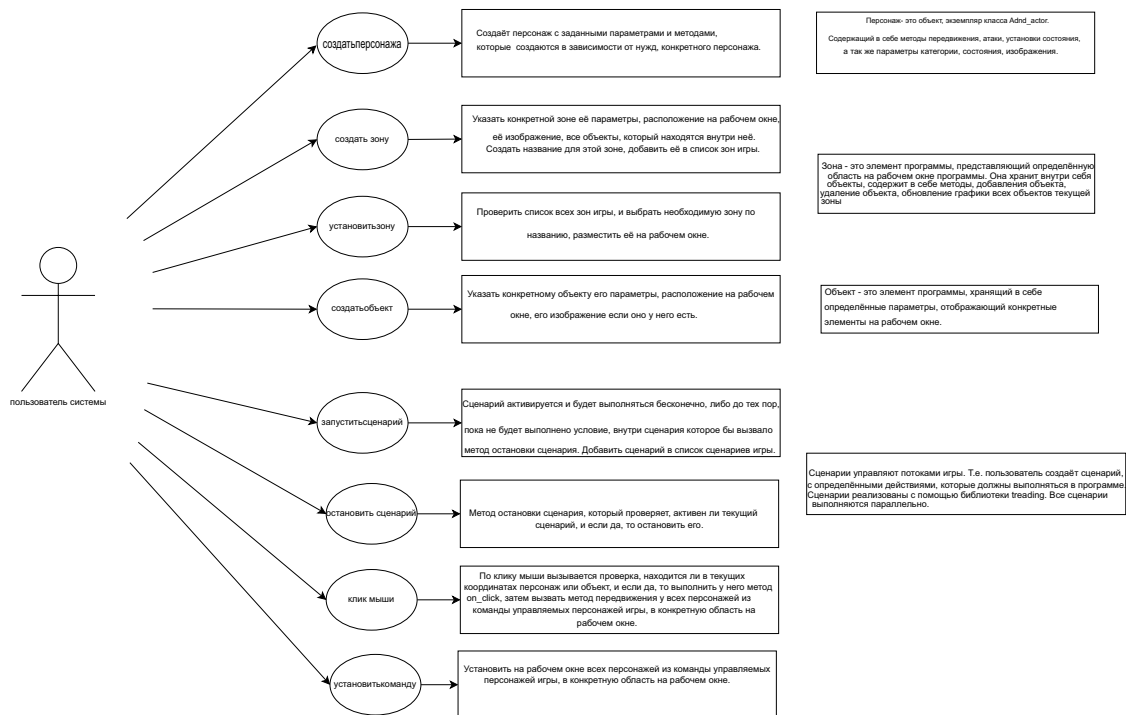 создатьперсонажа
Создаёт персонаж с заданными параметрами и методами,
которые создаются в зависимости от нужд, конкретного персонажа.
Персонаж- это объект, экземпляр класса Adnd_actor.
Содержащий в себе методы передвижения, атаки, установки состояния,
а так же параметры категории, состояния, изображения.
создать зону
Указать конкретной зоне её параметры, расположение на рабочем окне,
её изображение, все объекты, который находятся внутри неё.
Создать название для этой зоне, добавить её в список зон игры.
Зона - это элемент программы, представляющий определённую
область на рабочем окне программы. Она хранит внутри себя
объекты, содержит в себе методы, добавления объекта,
удаление объекта, обновление графики всех объектов текущей
зоны
установитьзону
Проверить список всех зон игры, и выбрать необходимую зону по
названию, разместить её на рабочем окне.
создатьобъект
Указать конкретному объекту его параметры, расположение на рабочем
окне, его изображение если оно у него есть.
Объект - это элемент программы, хранящий в себе
определённые параметры, отображающий конкретные
элементы на рабочем окне.
пользователь системы
запуститьсценарий
Сценарий активируется и будет выполняться бесконечно, либо до тех пор,
пока не будет выполнено условие, внутри сценария которое бы вызвало
метод остановки сценария. Добавить сценарий в список сценариев игры.
Сценарии управляют потоками игры. Т.е. пользователь создаёт сценарий,
с определёнными действиями, которые должны выполняться в программе.
Сценарии реализованы с помощью библиотеки treading. Все сценарии
выполняются параллельно.
остановить сценарий
Метод остановки сценария, который проверяет, активен ли текущий
сценарий, и если да, то остановить его.
клик мыши
По клику мыши вызывается проверка, находится ли в текущих
координатах персонаж или объект, и если да, то выполнить у него метод
on_click, затем вызвать метод передвижения у всех персонажей из
команды управляемых персонажей игры, в конкретную область на
рабочем окне.
установитькоманду
Установить на рабочем окне всех персонажей из команды управляемых
персонажей игры, в конкретную область на рабочем окне.